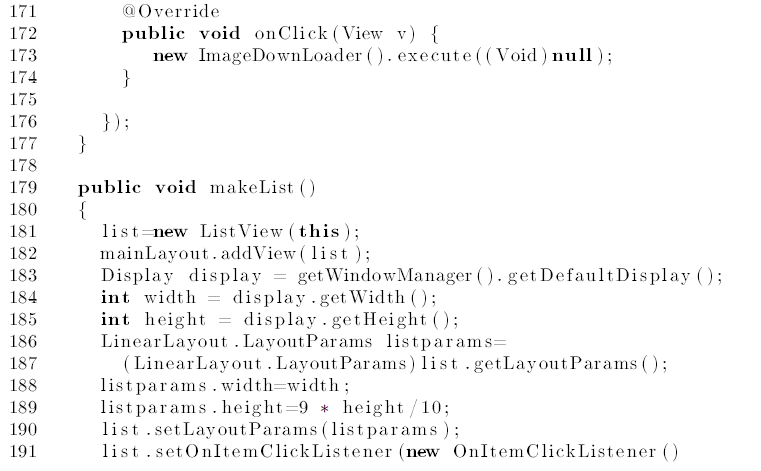 171 @Override
172 public void onClick(View v) {
173 new ImageDownLoader().execute((Void)null);
174 }
175
176 });
177 }
178
179 public void makeList()
180 {
181 list=new ListView(this);
182 mainLayout.addView(list);
183 Display display = getWindowManager().getDefaultDisplay();
184 int width = display.getWidth();
185 int height = display.getHeight();
186 LinearLayout.LayoutParams listparams=
187 (LinearLayout.LayoutParams)list.getLayoutParams();
188 listparams.width=width;
189 listparams.height=9 * height/10;
190 list.setLayoutParams(listparams);
191 list.setOnItemClickListener(new OnItemClickListener()